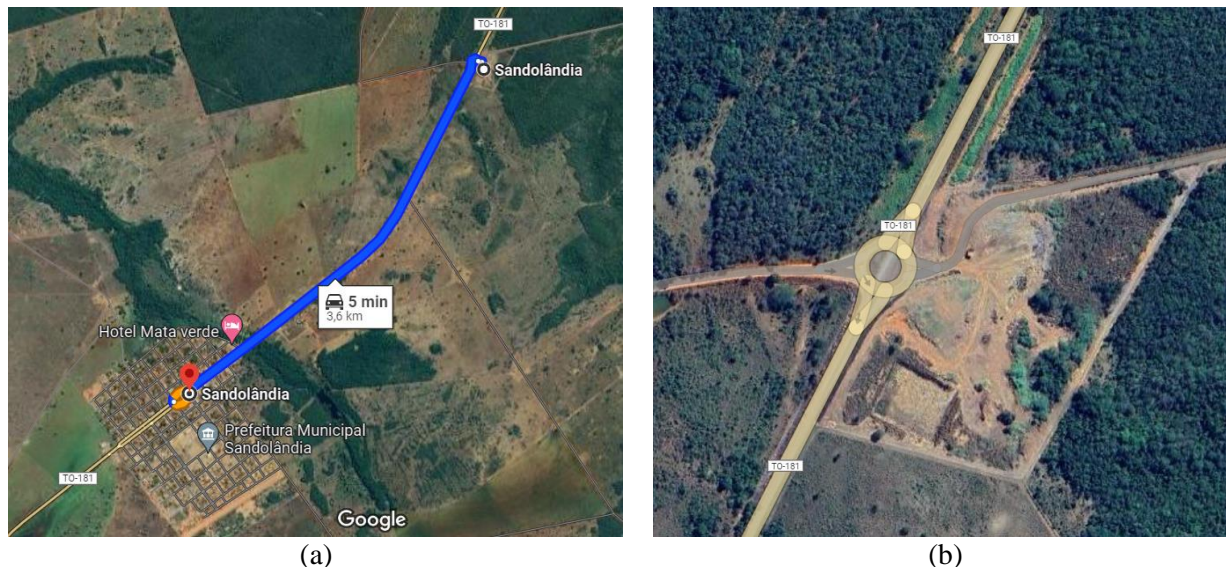 TO-181
Sandolândia
5 min
3,6 km
Hotel Mata verde
Sandolândia
Prefeitura Municipal
Sandolândia
TO-181
Google
(a)
TO-181
TO-181
TO-181
(b)